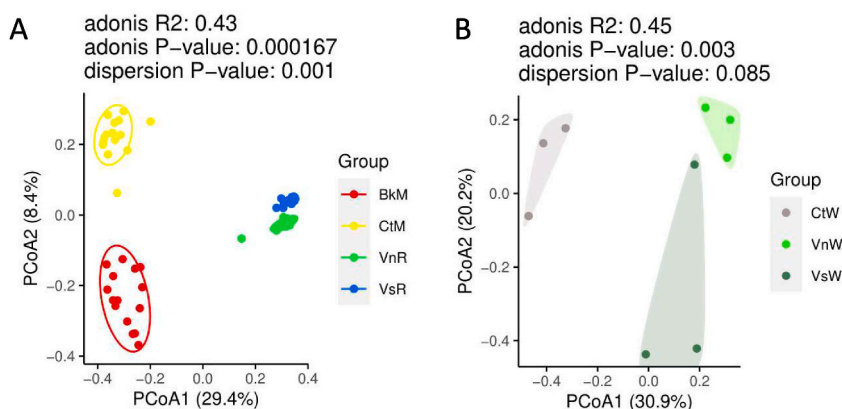 A
adonis R2: 0.43
adonis P-value: 0.000167
dispersion P-value: 0.001
PCoA2 (8.4%)
0.2
0.0
−0.2
−0.4
−0.4
−0.2
0.0
0.2
0.4
PCoA1 (29.4%)
Group
BkM
CtM
VnR
VsR
B
adonis R2: 0.45
adonis P-value: 0.003
dispersion P-value: 0.085
PCoA2 (20.2%)
0.2
0.0
−0.2
−0.4
−0.4
−0.2
0.0
0.2
PCoA1 (30.9%)
Group
CtW
VnW
VsW